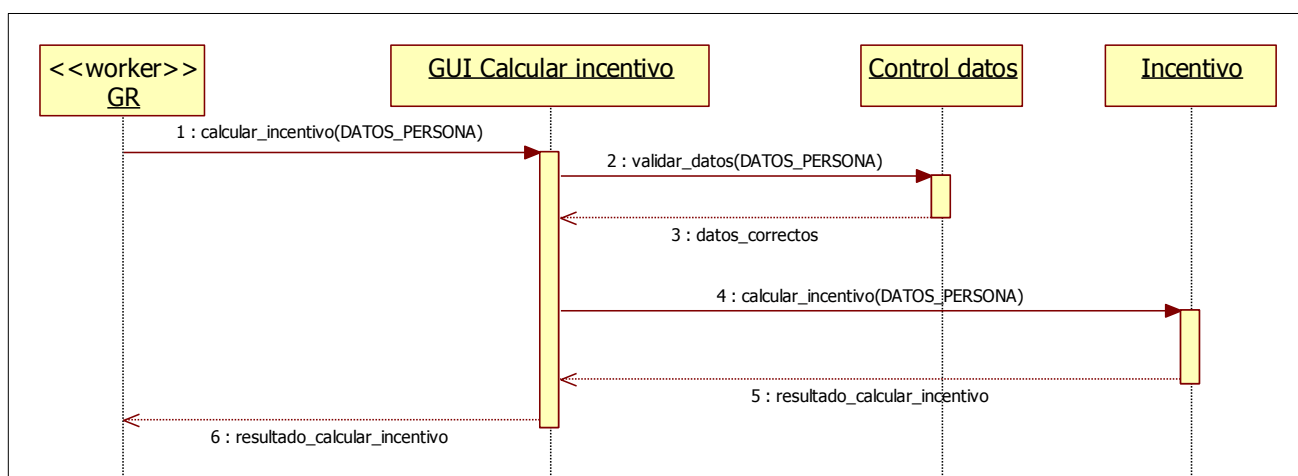 <<worker>>
GR
GUI Calcular incentivo
Control datos
Incentivo
1 : calcular_incentivo(DATOS_PERSONA)
2 : validar_datos(DATOS_PERSONA)
3 : datos_correctos
4 : calcular_incentivo(DATOS_PERSONA)
5 : resultado_calcular_incentivo
6 : resultado_calcular_incentivo